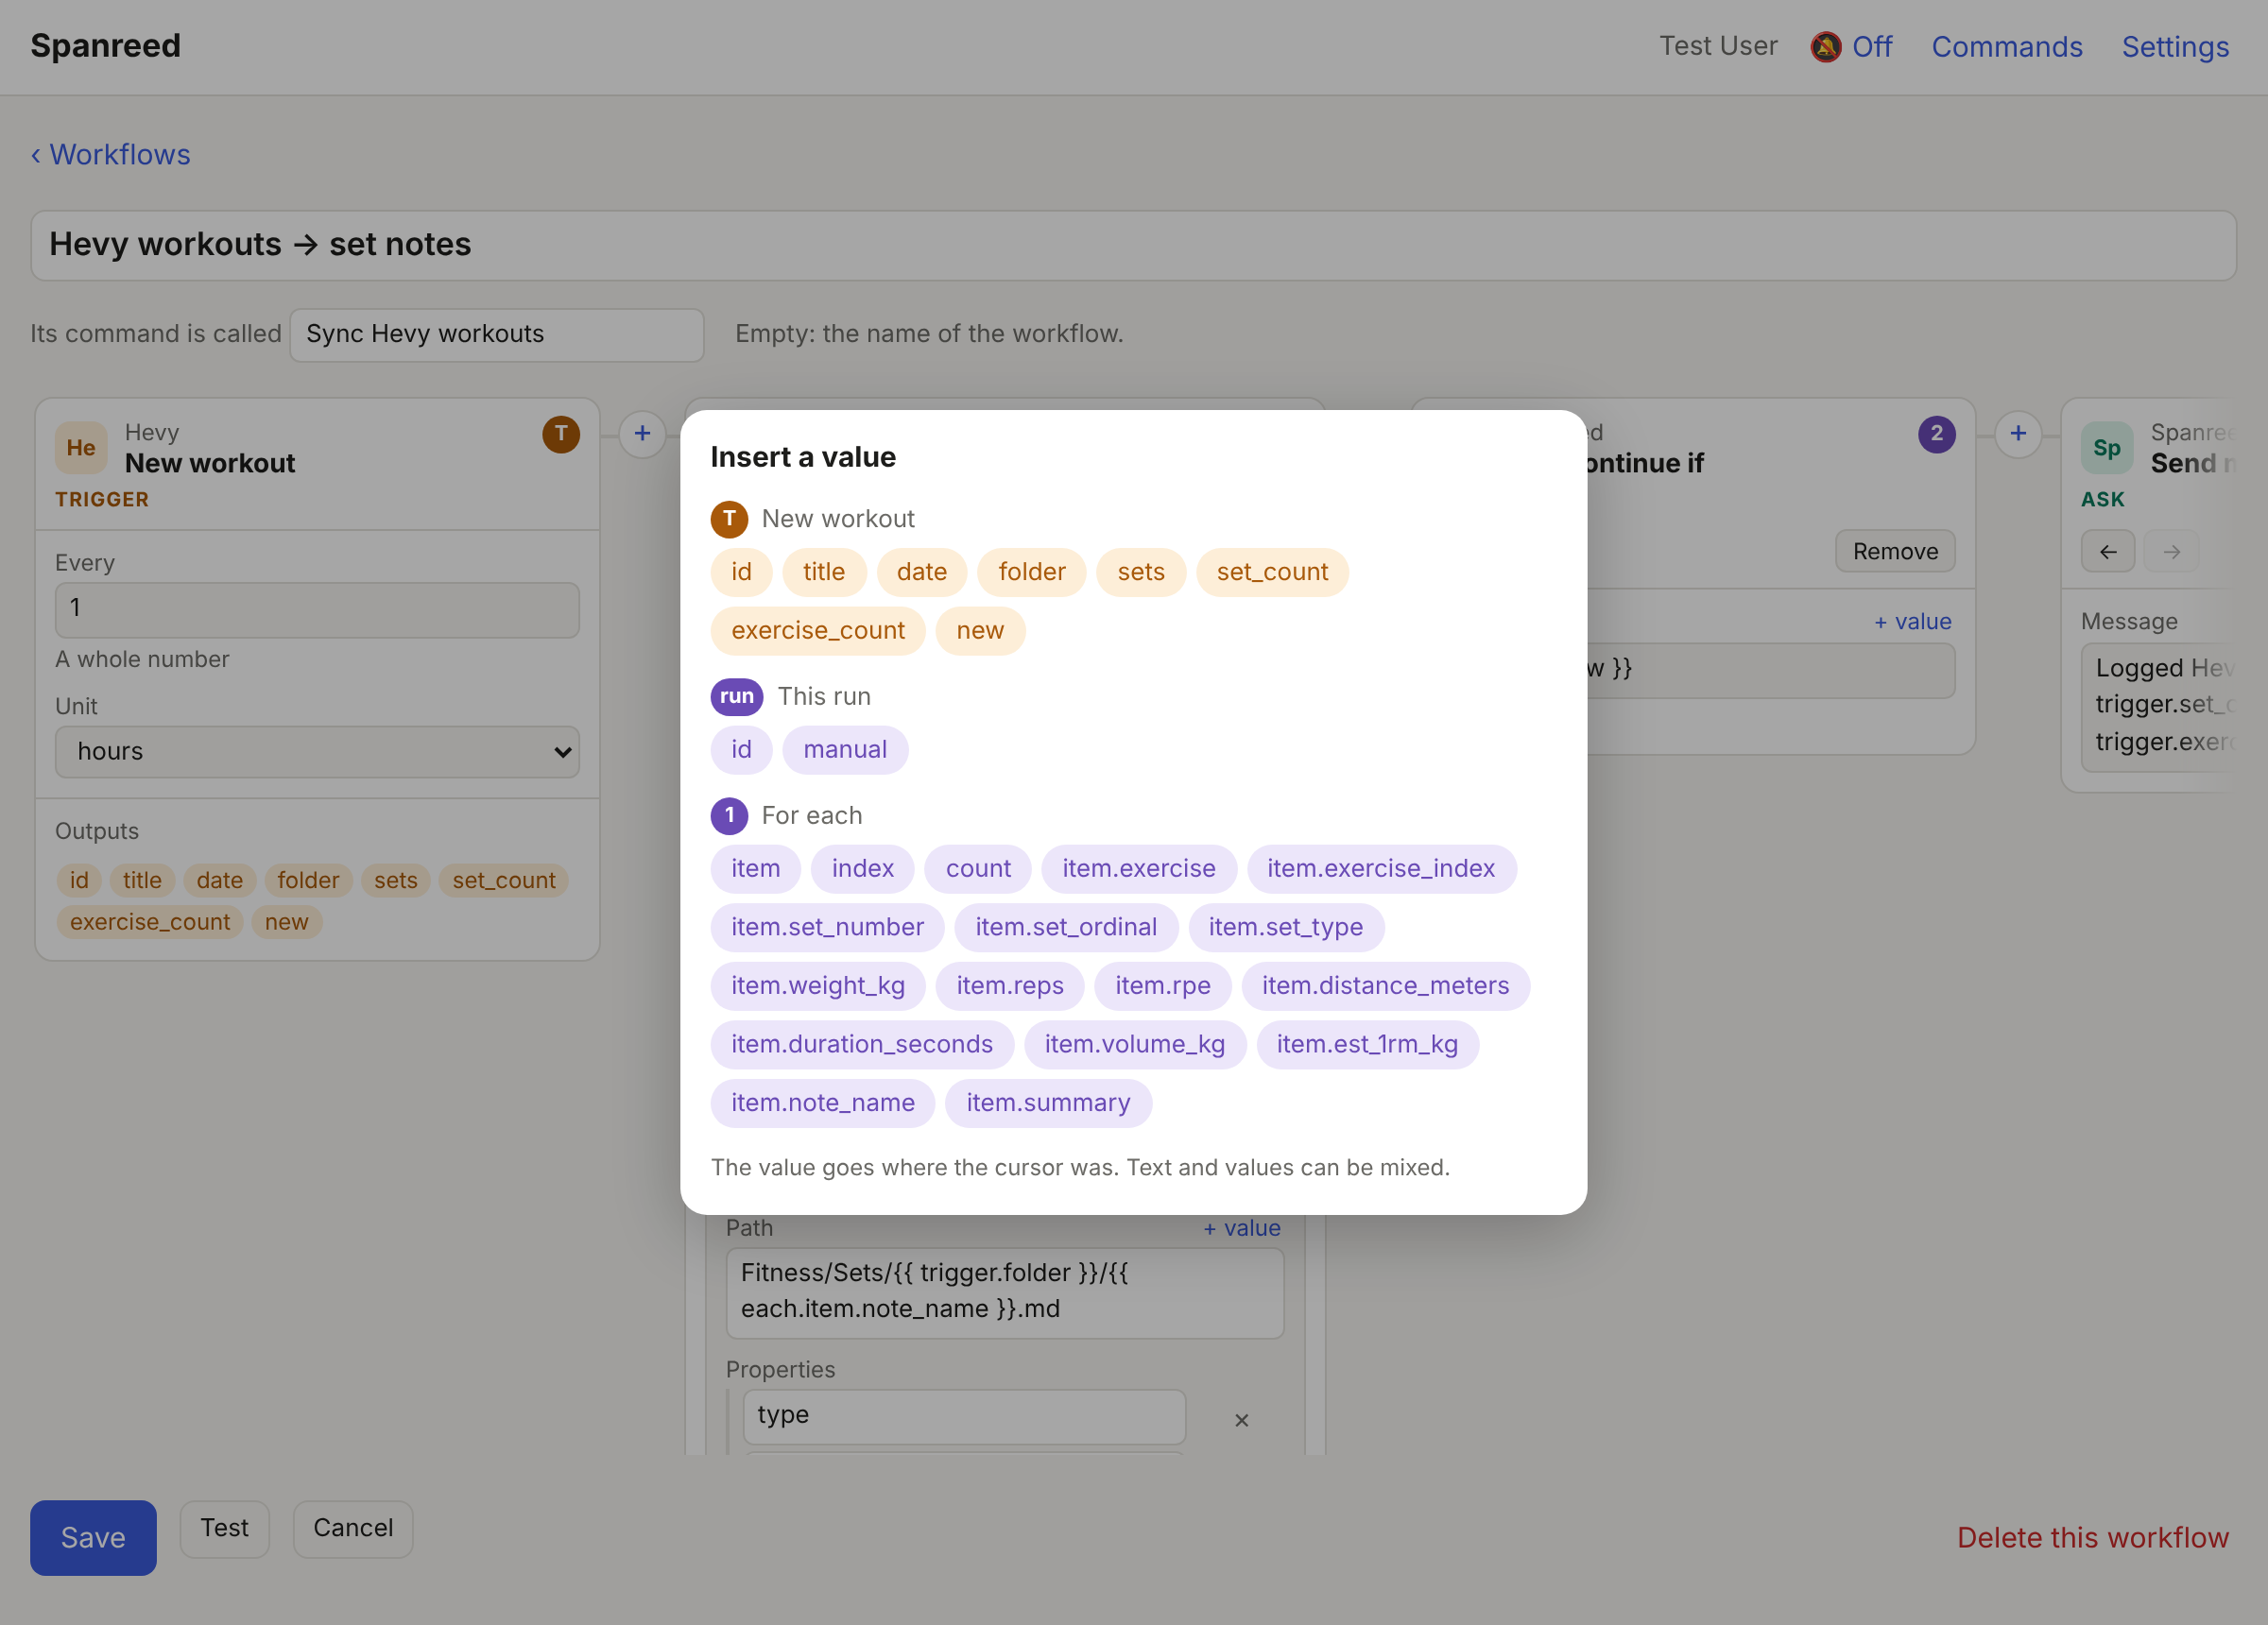 Spanreed
Test User Off Commands Settings
‹ Workflows
Hevy workouts → set notes
Its command is called Sync Hevy workouts Empty: the name of the workflow.
He Hevy T
New workout
TRIGGER
Every
1
A whole number
Unit
hours
Outputs
id title date folder sets set_count
exercise_count new
+
Insert a value
T New workout
id title date folder sets set_count
exercise_count new
run This run
id manual
1 For each
item index count item.exercise item.exercise_index
item.set_number item.set_ordinal item.set_type
item.weight_kg item.reps item.rpe item.distance_meters
item.duration_seconds item.volume_kg item.est_1rm_kg
item.note_name item.summary
The value goes where the cursor was. Text and values can be mixed.
Path + value
Fitness/Sets/{{ trigger.folder }}/{{
each.item.note_name }}.md
Properties
type ×
2
ontinue if
Remove
+ value
}}
+
Sp
Send
ASK
← →
Message
Logged
trigger.
trigger.
Save Test Cancel Delete this workflow